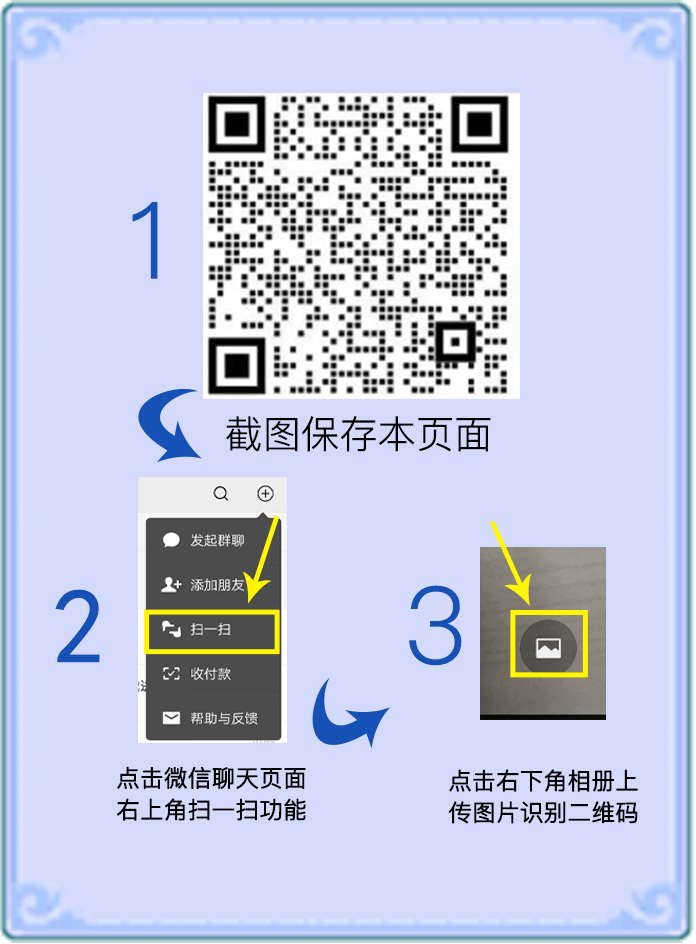 1
截图保存本页面
2
发起群聊
添加朋友
扫一扫
收付款
帮助与反馈
点击微信聊天页面
右上角扫一扫功能
3
点击右下角相册上
传图片识别二维码